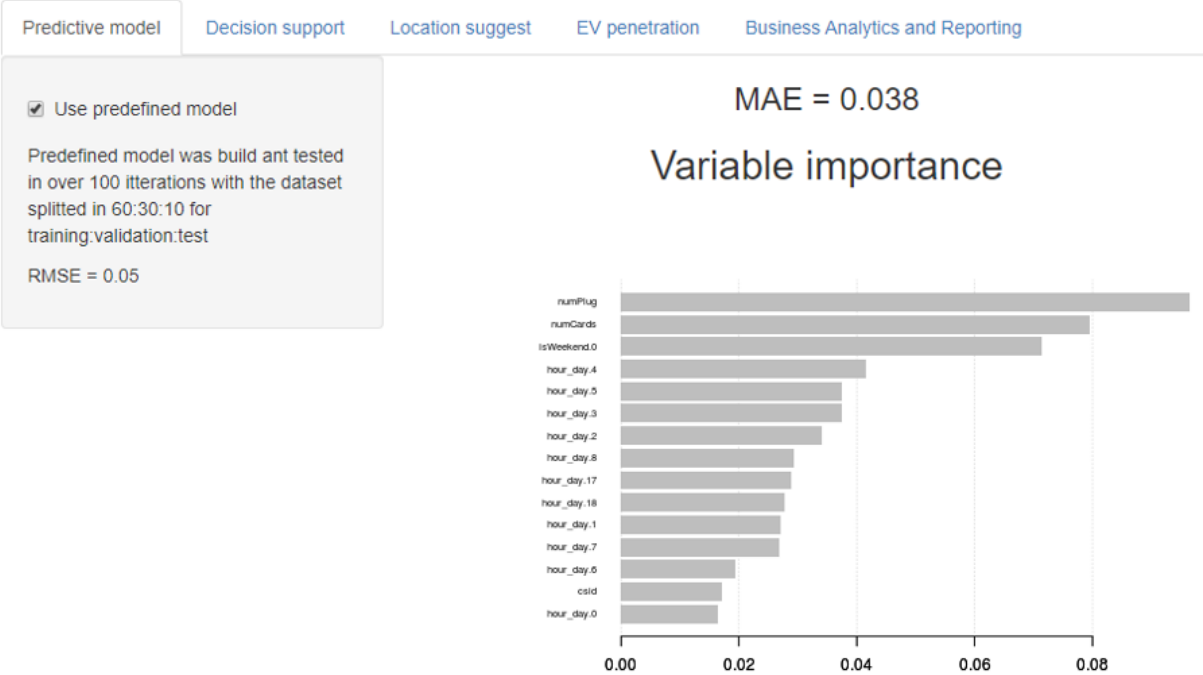 Predictive model Decision support Location suggest EV penetration Business Analytics and Reporting
Use predefined model
Predefined model was build ant tested
in over 100 itterations with the dataset
splitted in 60:30:10 for
training:validation:test
RMSE = 0.05
MAE = 0.038
Variable importance
numPlug
numCards
isWeekend.0
hour_day.4
hour_day.5
hour_day.3
hour_day.2
hour_day.8
hour_day.17
hour_day.18
hour_day.1
hour_day.7
hour_day.6
csid
hour_day.0
0.00 0.02 0.04 0.06 0.08